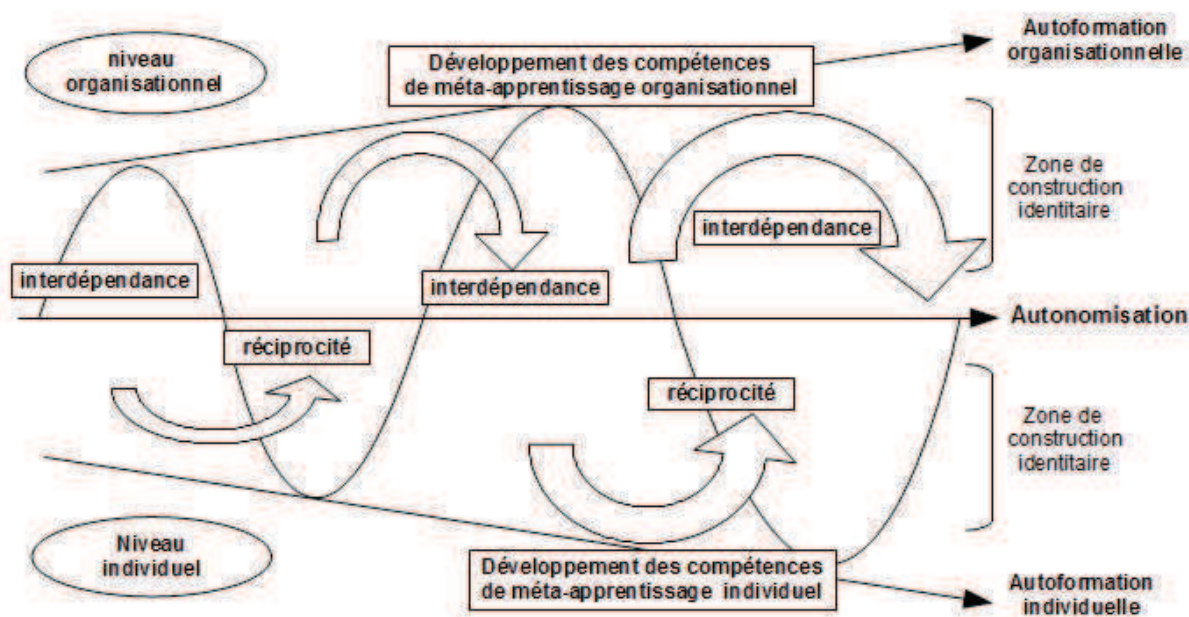 niveau
organisationnel
Développement des compétences
de méta-apprentissage organisationnel
Autoformation
organisationnelle
Zone de
construction
identitaire
interdépendance
interdépendance
interdépendance
Autonomisation
réciprocité
réciprocité
Zone de
construction
identitaire
Niveau
individuel
Développement des compétences
de méta-apprentissage individuel
Autoformation
individuelle